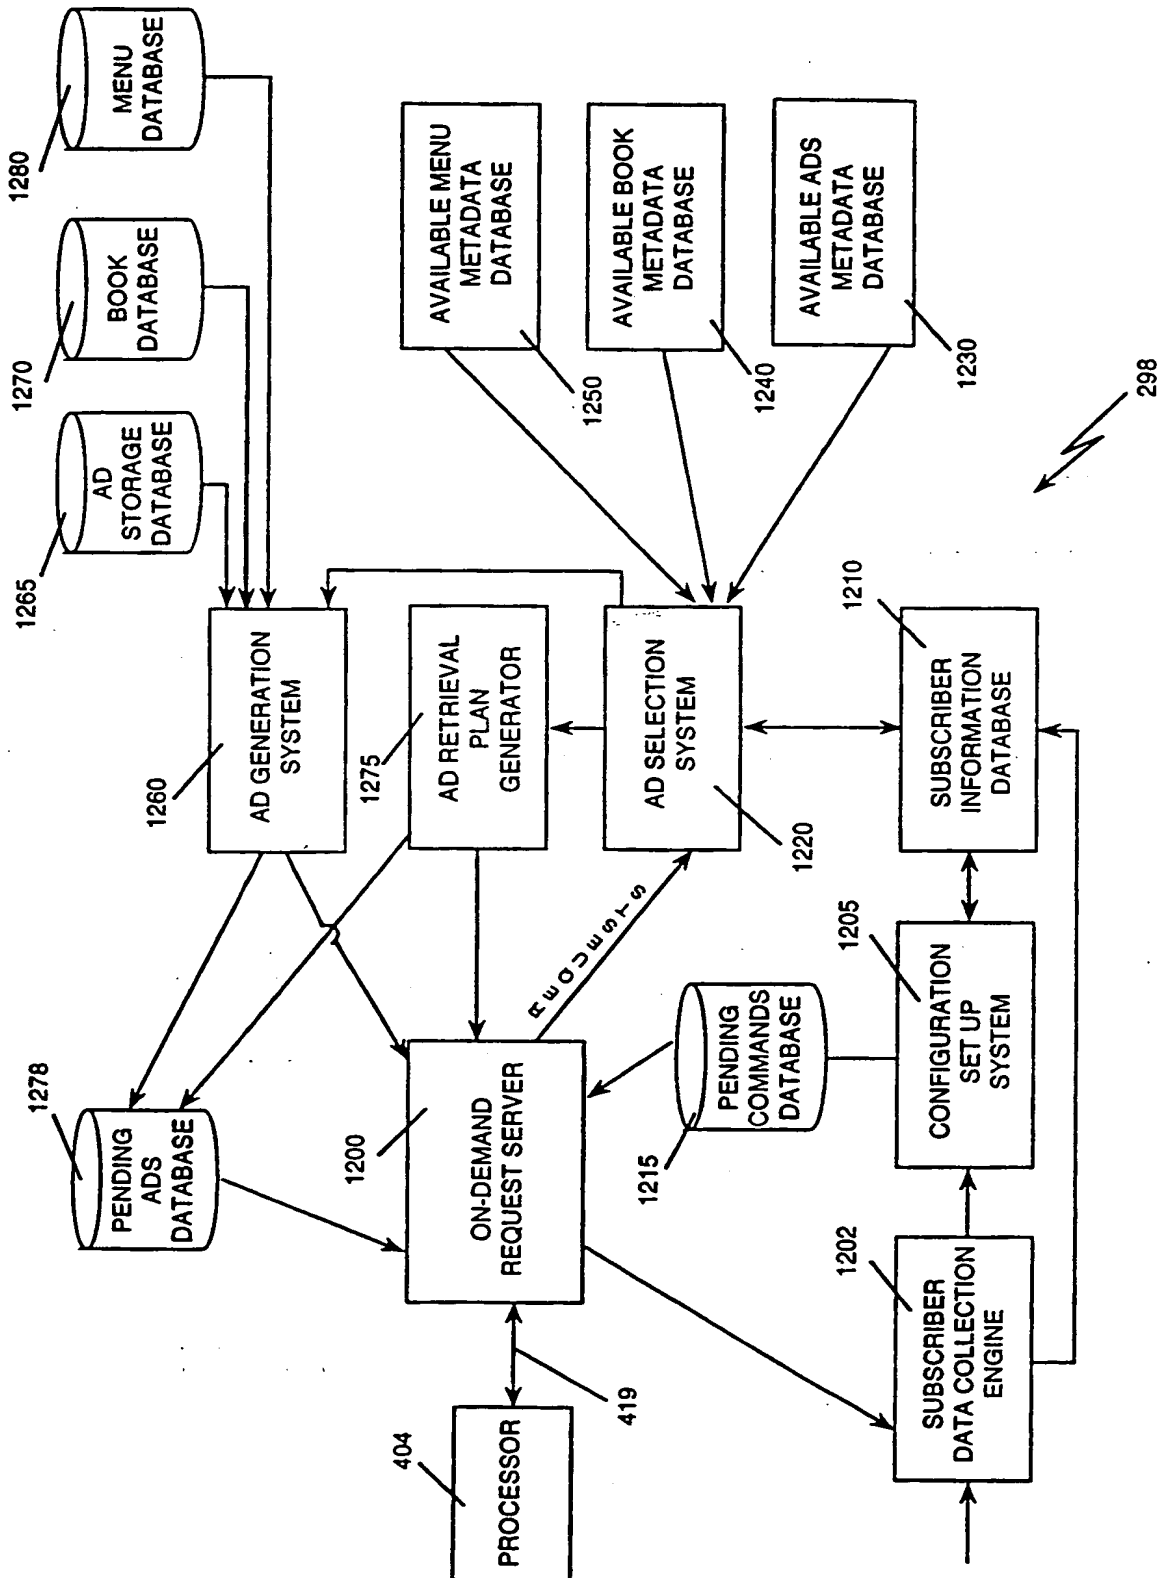 1280
MENU
DATABASE
1270
BOOK
DATABASE
1265
AD
STORAGE
DATABASE
1260
AD GENERATION
SYSTEM
1278
PENDING
ADS
DATABASE
1275
AD RETRIEVAL
PLAN
GENERATOR
AVAILABLE MENU
METADATA
DATABASE
1250
AVAILABLE BOOK
METADATA
DATABASE
1240
AVAILABLE ADS
METADATA
DATABASE
1230
404
PROCESSOR
419
1200
ON-DEMAND
REQUEST SERVER
REQUESTS
AD SELECTION
SYSTEM
1220
1215
PENDING
COMMANDS
DATABASE
1202
SUBSCRIBER
DATA COLLECTION
ENGINE
1205
CONFIGURATION
SET UP
SYSTEM
1210
SUBSCRIBER
INFORMATION
DATABASE
298